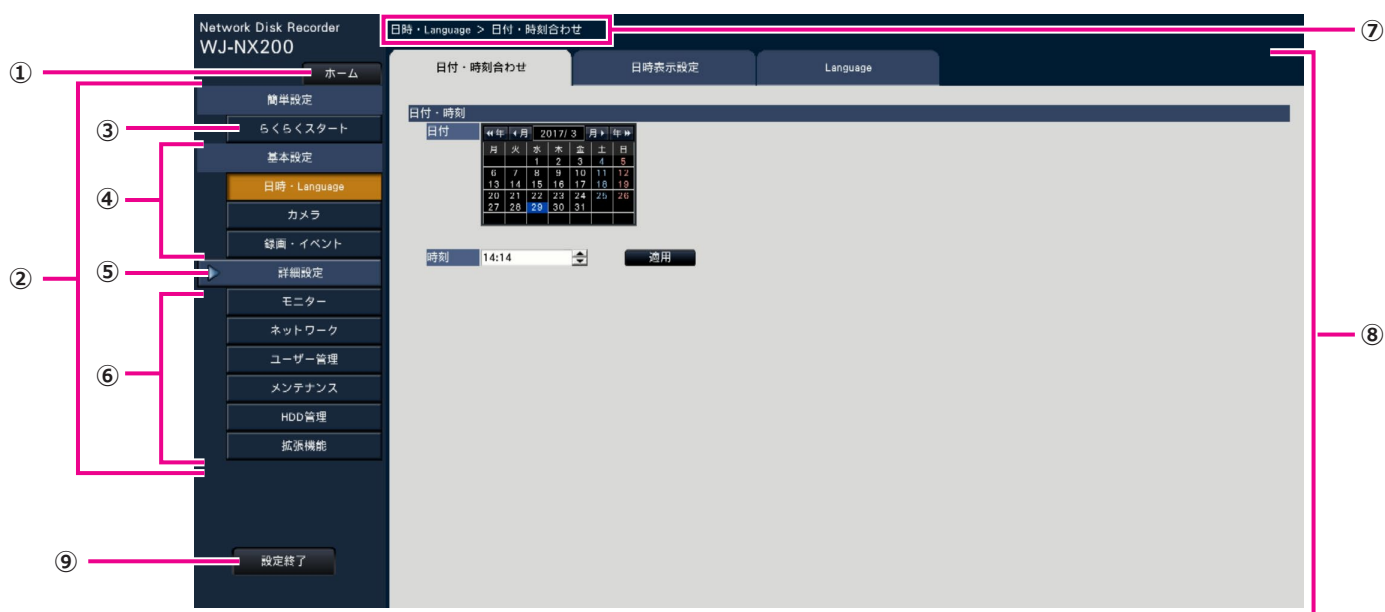 Network Disk Recorder
WJ-NX200
日時・Language > 日付・時刻合わせ
⑦
① ホーム
日付・時刻合わせ 日時表示設定 Language
⑧
②
簡単設定
③ らくらくスタート
④
基本設定
日時・Language
カメラ
録画・イベント
⑤ 詳細設定
⑥
モニター
ネットワーク
ユーザー管理
メンテナンス
HDD管理
拡張機能
⑨ 設定終了
日付・時刻
日付
年 月 2017/ 3 月 年
月 火 水 木 金 土 日
1 2 3 4 5
6 7 8 9 10 11 12
13 14 15 16 17 18 19
20 21 22 23 24 25 26
27 28 29 30 31
時刻 14:14 適用